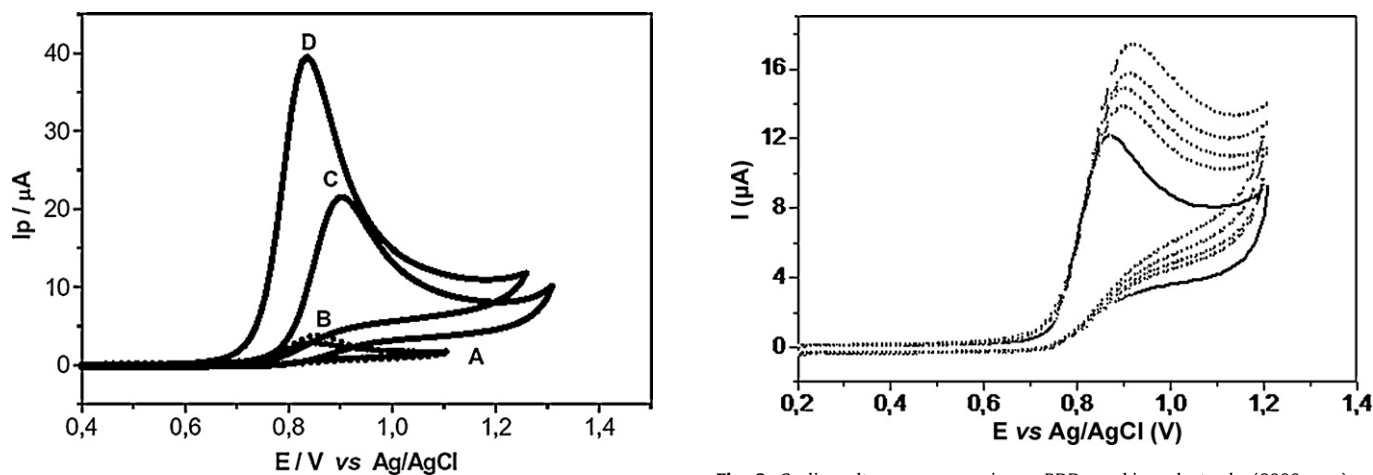 40
30
20
10
0
Ip / μA
D
C
B
A
0,4 0,6 0,8 1,0 1,2 1,4
E / V vs Ag/AgCl
16
12
8
4
0
I (μA)
0,2 0,4 0,6 0,8 1,0 1,2 1,4
E vs Ag/AgCl (V)